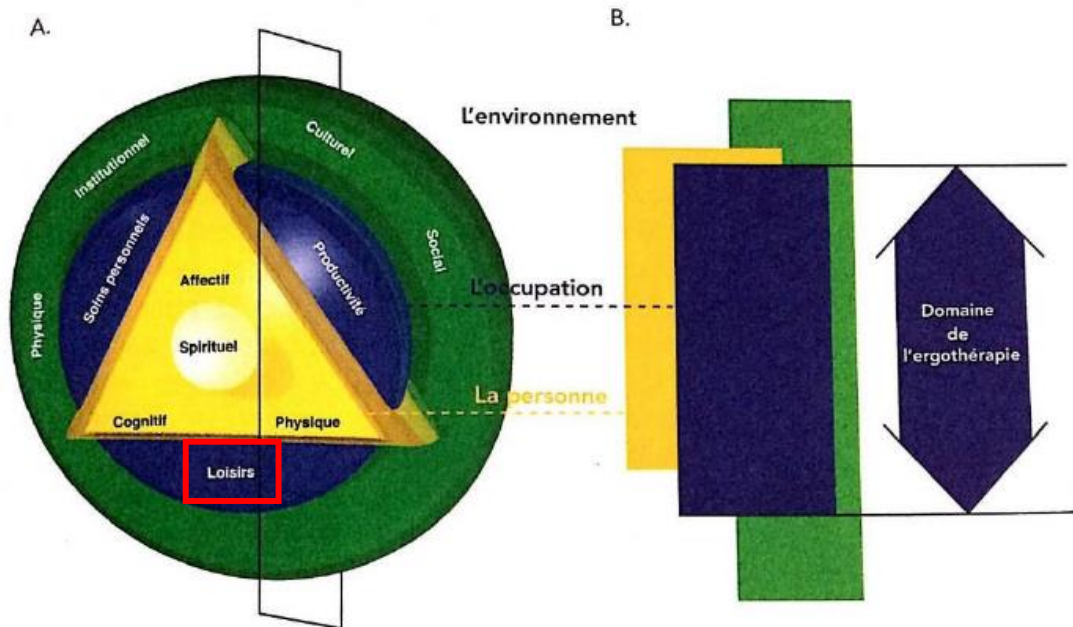 A.
B.
L'environnement
Culturel
Institutionnel
Social
Soins personnels
Productivité
Physique
Affectif
L'occupation
Spirituel
Domaine
de
l'ergothérapie
La personne
Cognitif
Physique
Loisirs